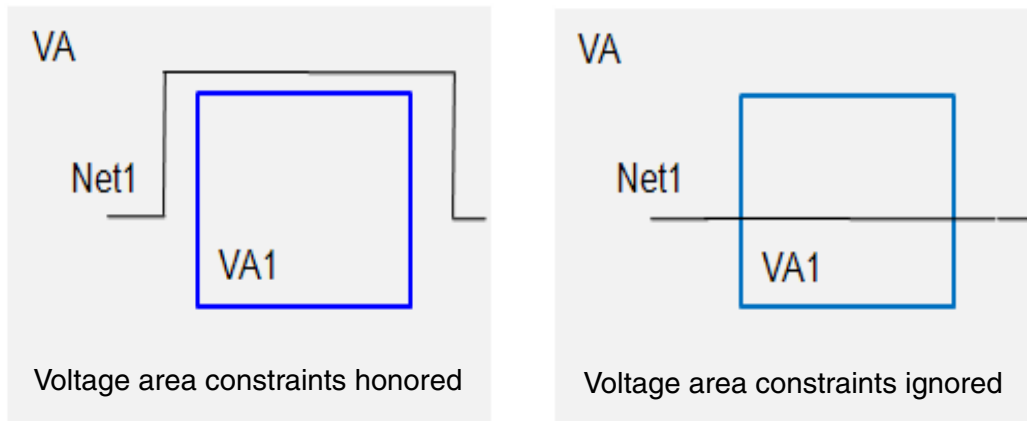 VA
Net1
VA1
Voltage area constraints honored
VA
Net1
VA1
Voltage area constraints ignored